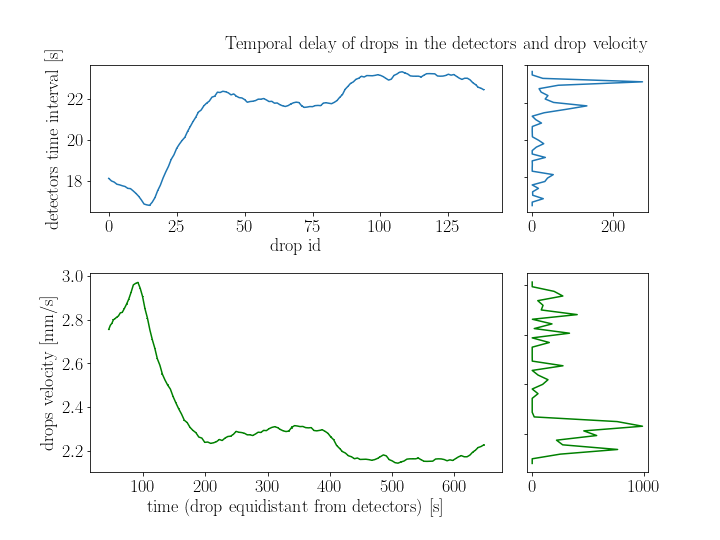 Temporal delay of drops in the detectors and drop velocity
detectors time interval [s]
22
20
18
0 25 50 75 100 125
drop id
0 200
drops velocity [mm/s]
3.0
2.8
2.6
2.4
2.2
100 200 300 400 500 600
time (drop equidistant from detectors) [s]
0 1000